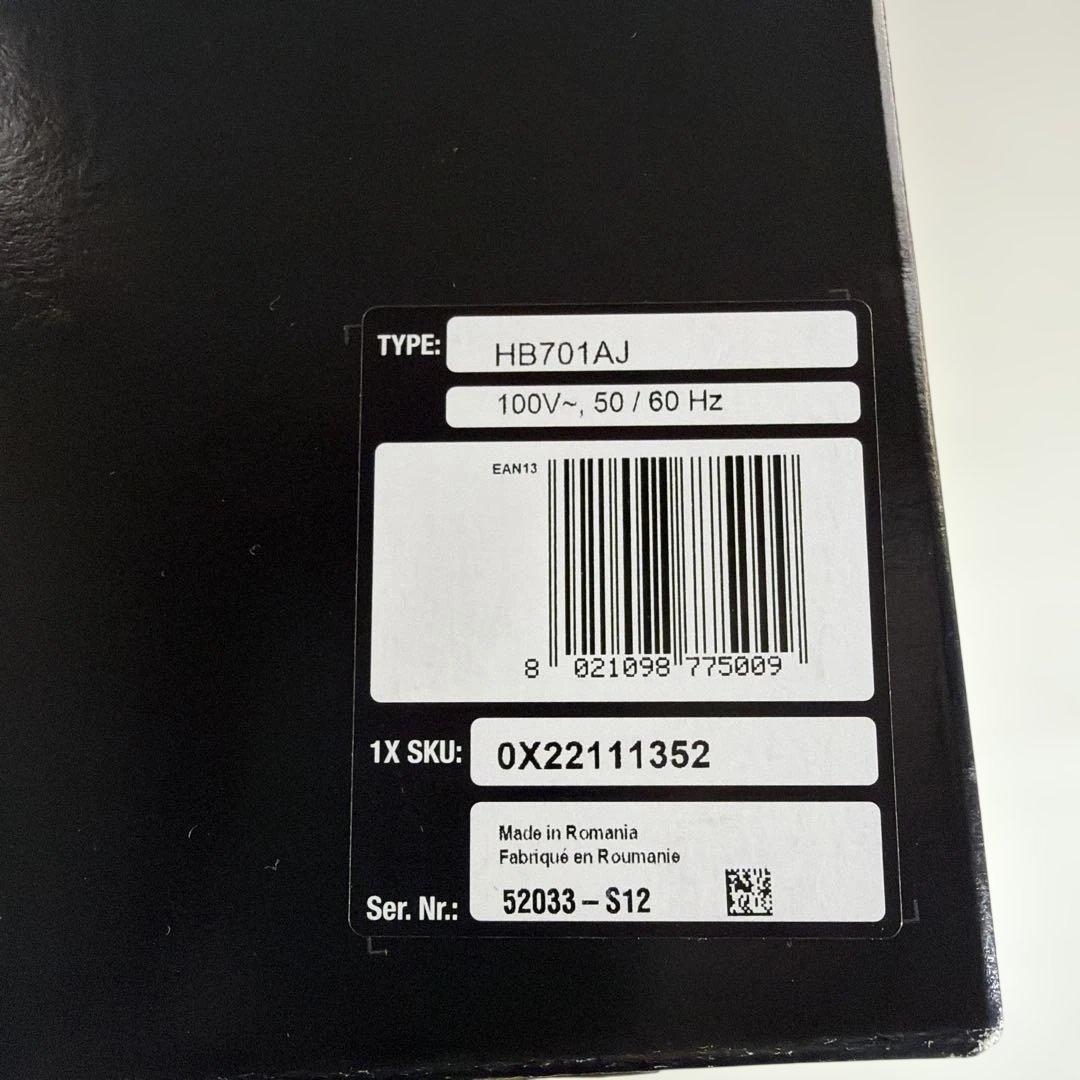 TYPE: HB701AJ
100V~, 50 / 60 Hz
EAN13
8 021098 775009
1X SKU: 0X22111352
Made in Romania
Fabriqué en Roumanie
Ser. Nr.: 52033 – S12